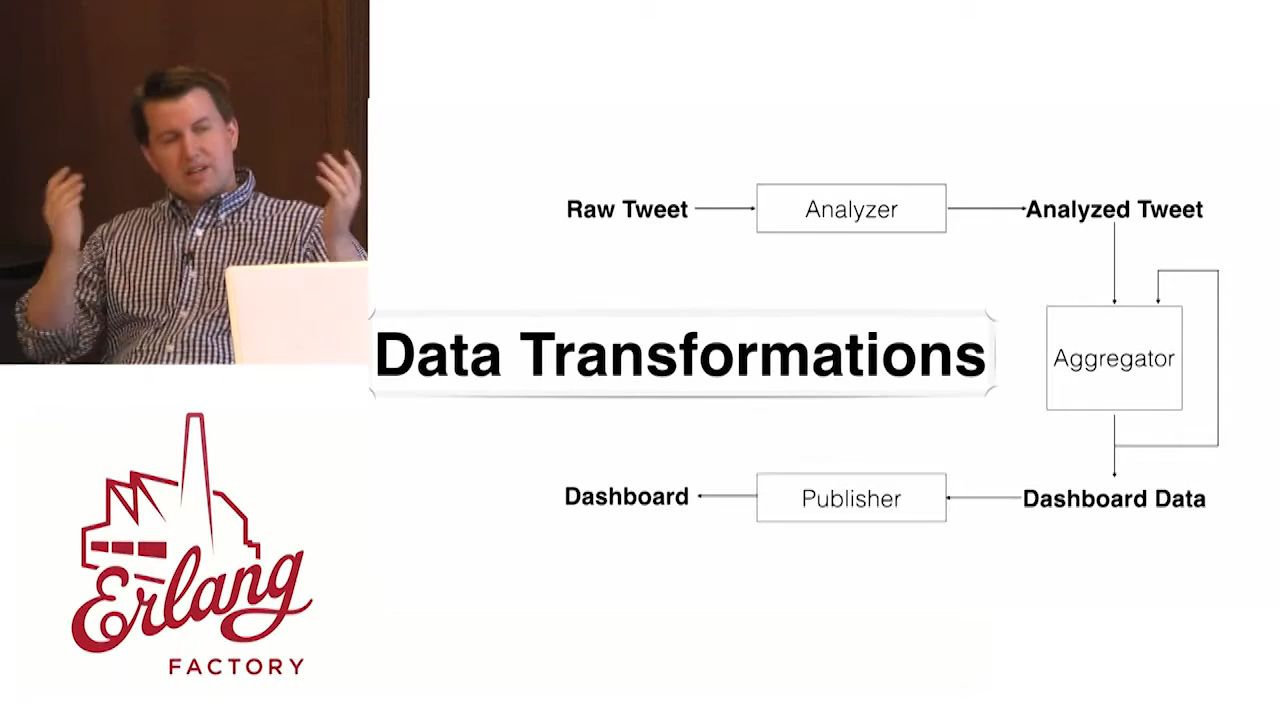 Raw Tweet
Analyzer
Analyzed Tweet
Data Transformations
Aggregator
Dashboard
Publisher
Dashboard Data
Erlang
FACTORY